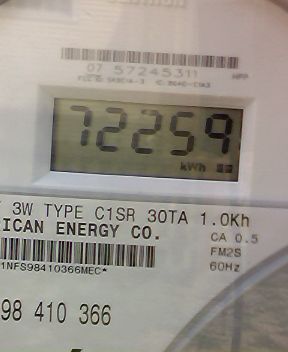 07 57245311
72259
kWh
3W TYPE C1SR 30TA 1.0Kh
ICAN ENERGY CO.
CA 0.5
FM2S
60Hz
1NFS98410366MEC*
98 410 366